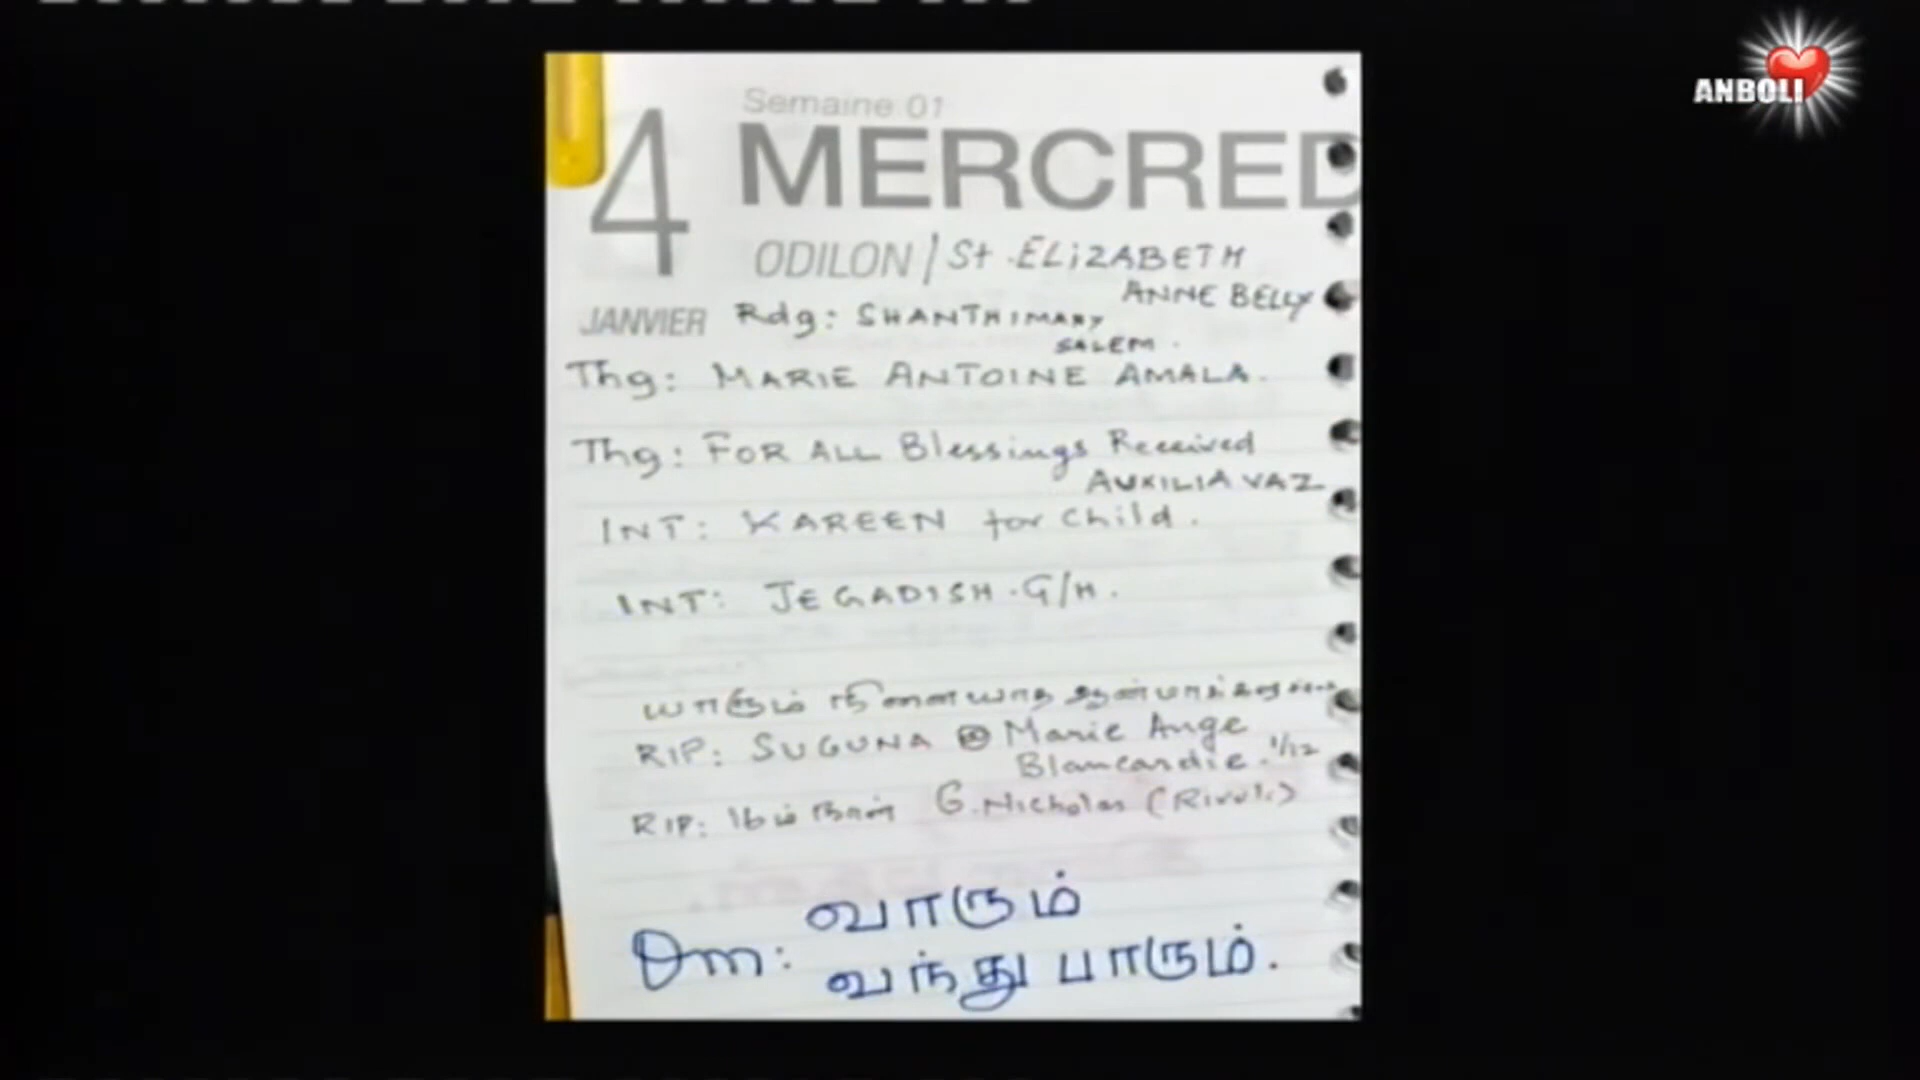 ANBOLI
Semaine 01
4 MERCRED
ODILON / St. ELiZABETH
ANNE BELLY
JANVIER Rdg: SHANTHIMARY
SALEM.
Thg: MARIE ANTOINE AMALA.
Thg: FOR ALL Blessings Received
AUXILIA VAZ
INT: KAREEN for child.
INT: JEGADISH. G/H.
யாரும் நினையாத
RIP: SUGUNA @ Marie Ange
Blancardie. 1/12
RIP: 16ம் நாள் G. Nicholas (Rivoli)
வாரும்
வந்து பாரும்.